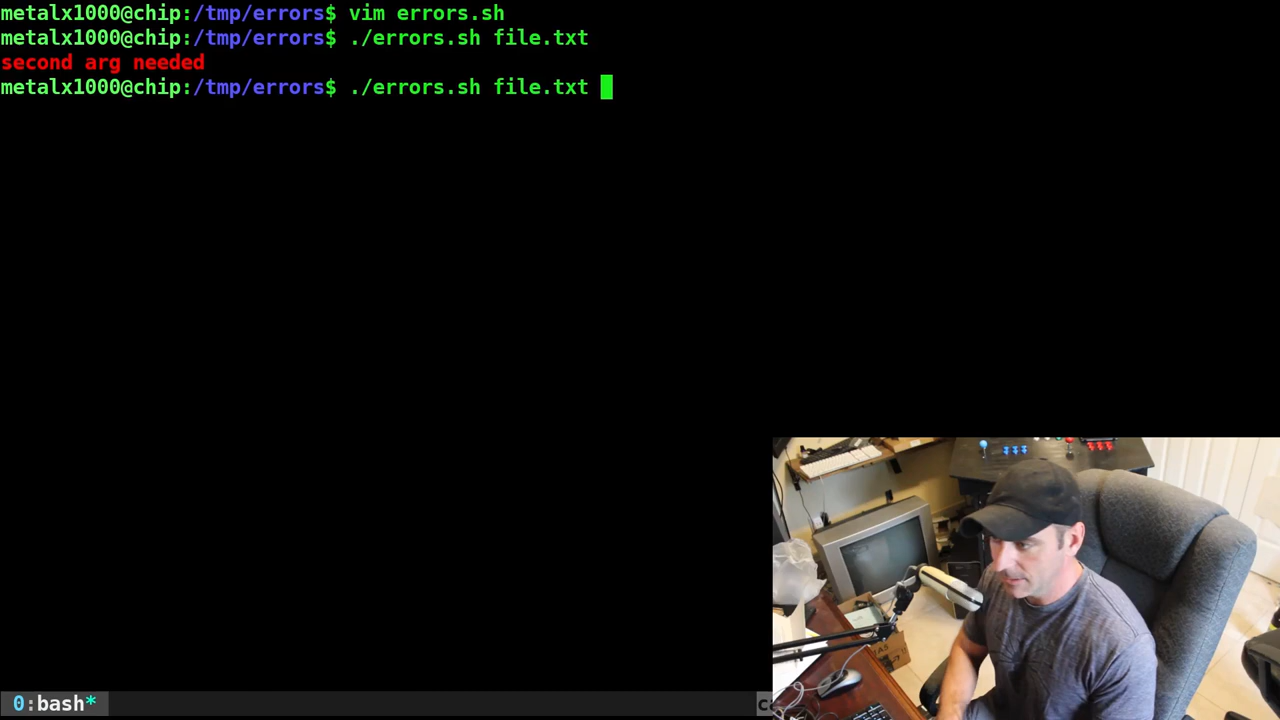 metalx1000@chip:/tmp/errors$ vim errors.sh
metalx1000@chip:/tmp/errors$ ./errors.sh file.txt
second arg needed
metalx1000@chip:/tmp/errors$ ./errors.sh file.txt
0:bash*